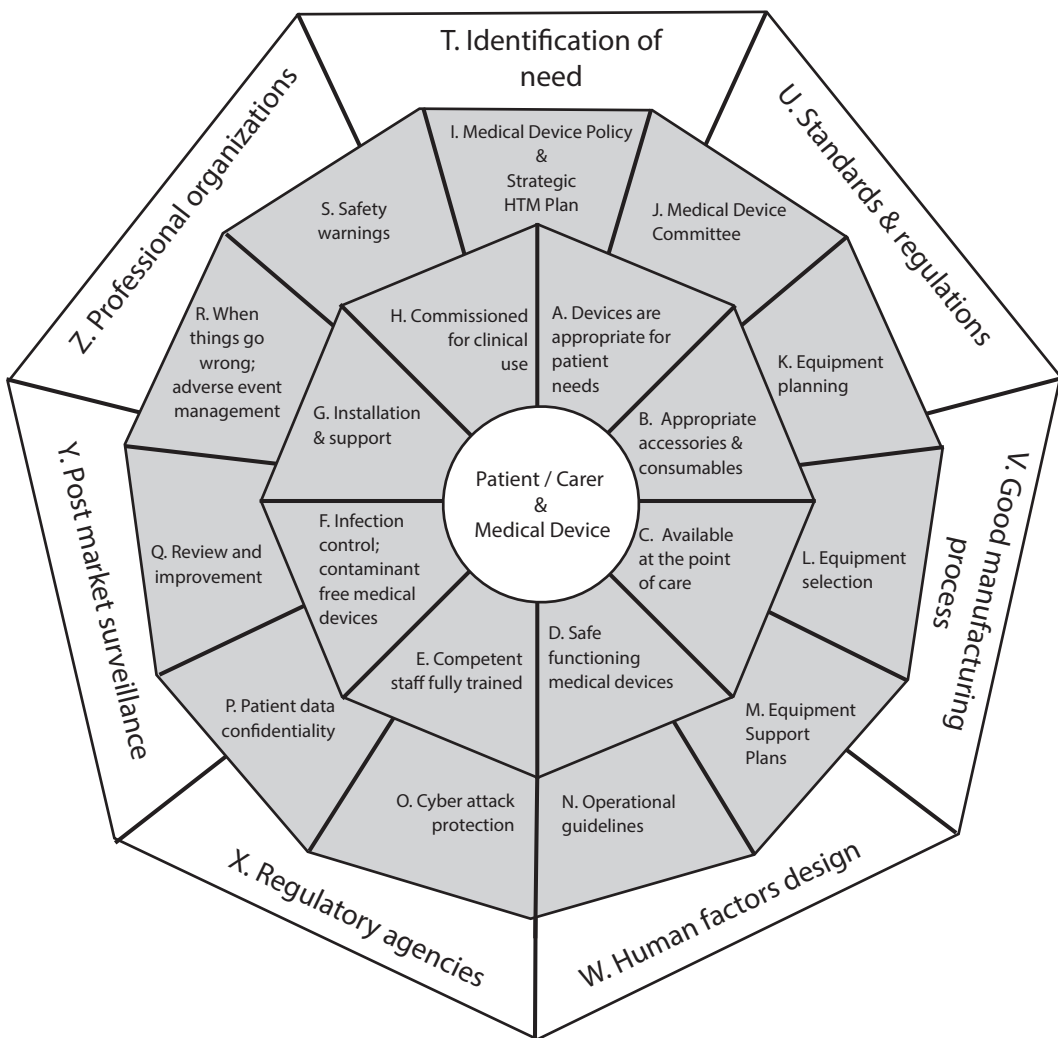 T. Identification of
need
U. Standards & regulations
V. Good manufacturing
process
W. Human factors design
X. Regulatory agencies
Y. Post market surveillance
Z. Professional organizations
I. Medical Device Policy
&
Strategic
HTM Plan
J. Medical Device
Committee
K. Equipment
planning
L. Equipment
selection
M. Equipment
Support
Plans
N. Operational
guidelines
O. Cyber attack
protection
P. Patient data
confidentiality
Q. Review and
improvement
R. When
things go
wrong;
adverse event
management
S. Safety
warnings
A. Devices are
appropriate for
patient
needs
B. Appropriate
accessories &
consumables
C. Available
at the point
of care
D. Safe
functioning
medical devices
E. Competent
staff fully trained
F. Infection
control;
contaminant
free medical
devices
G. Installation
& support
H. Commissioned
for clinical
use
Patient / Carer
&
Medical Device